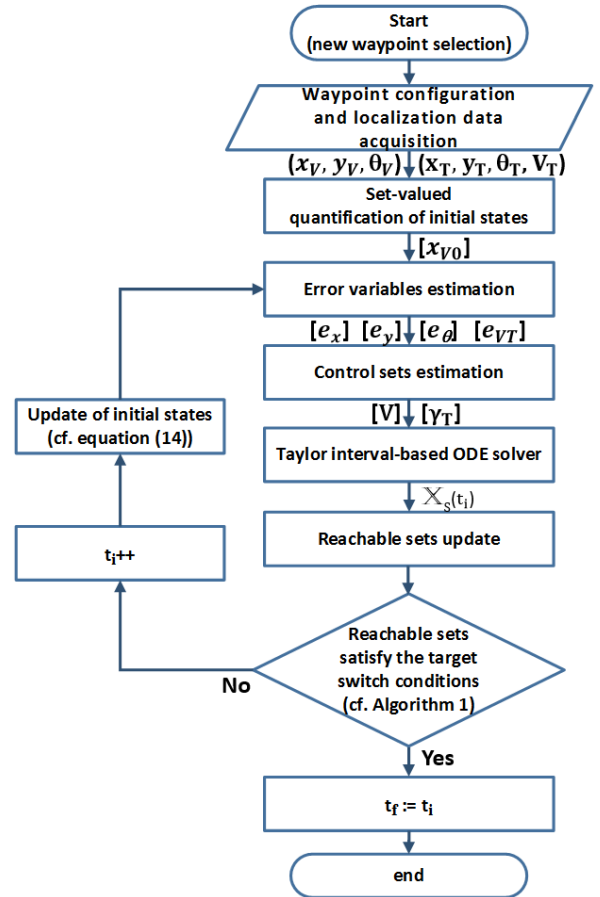 Start
(new waypoint selection)
Waypoint configuration
and localization data
acquisition
(x_V, y_V, θ_V) (x_T, y_T, θ_T, V_T)
Set-valued
quantification of initial states
[x_V0]
Error variables estimation
[e_x] [e_y] [e_θ] [e_VT]
Control sets estimation
[V] [γ_T]
Taylor interval-based ODE solver
𝕏_S(t_i)
Reachable sets update
Reachable sets
satisfy the target
switch conditions
(cf. Algorithm 1)
No
t_i++
Update of initial states
(cf. equation (14))
Yes
t_f := t_i
end